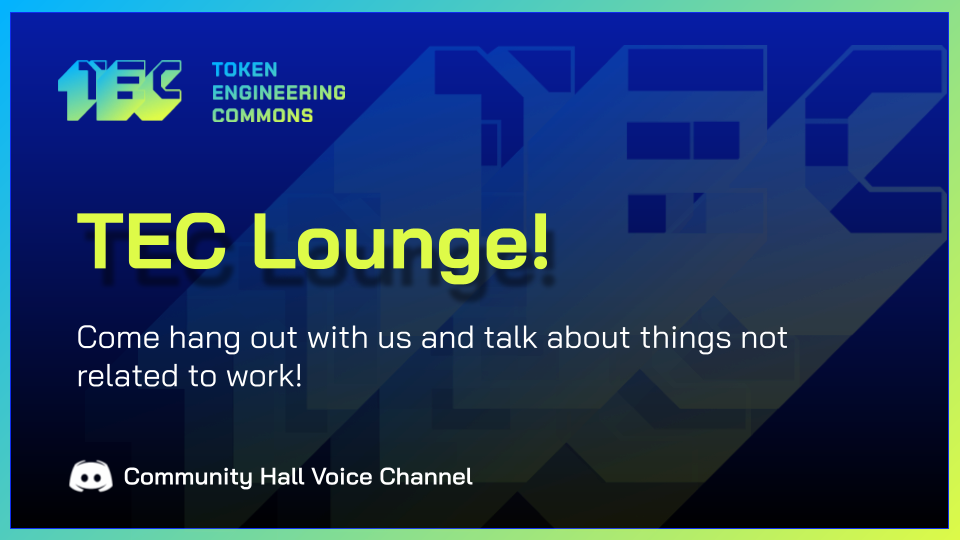 TEC
TOKEN
ENGINEERING
COMMONS
TEC Lounge!
Come hang out with us and talk about things not
related to work!
Community Hall Voice Channel